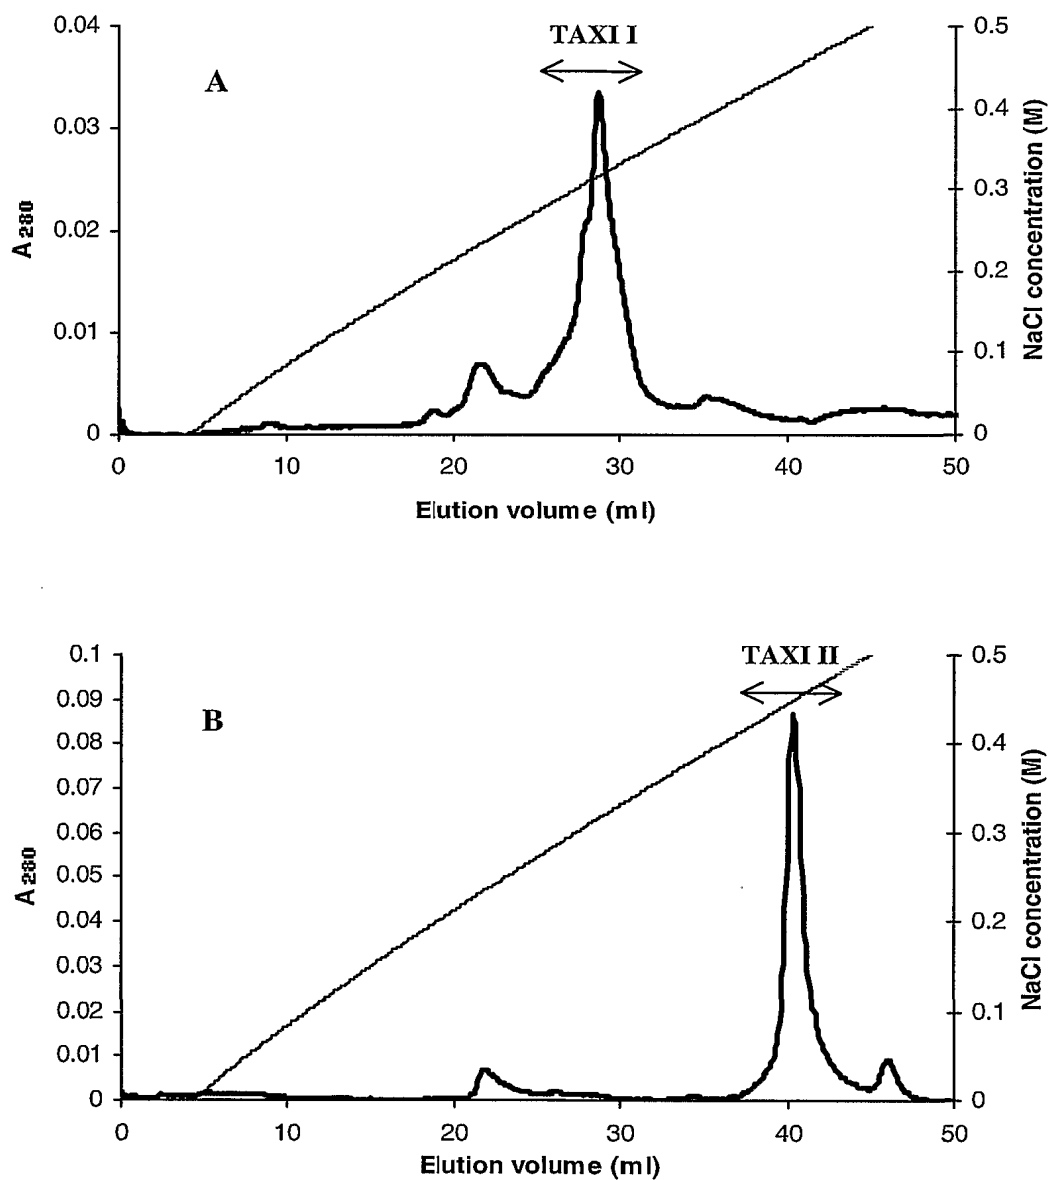 TAXI I
A
0.04
0.03
0.02
0.01
0
A280
0.5
0.4
0.3
0.2
0.1
0
NaCl concentration (M)
0 10 20 30 40 50
Elution volume (ml)
TAXI II
B
0.1
0.09
0.08
0.07
0.06
0.05
0.04
0.03
0.02
0.01
0
A280
0.5
0.4
0.3
0.2
0.1
0
NaCl concentration (M)
0 10 20 30 40 50
Elution volume (ml)